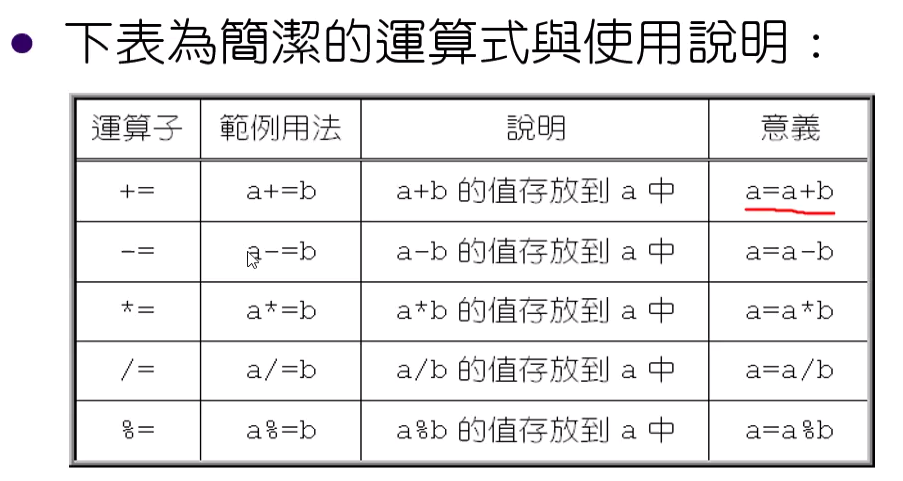 下表為簡潔的運算式與使用說明：
運算子 範例用法 說明 意義
+= a+=b a+b 的值存放到 a 中 a=a+b
-= a-=b a-b 的值存放到 a 中 a=a-b
*= a*=b a*b 的值存放到 a 中 a=a*b
/= a/=b a/b 的值存放到 a 中 a=a/b
%= a%=b a%b 的值存放到 a 中 a=a%b